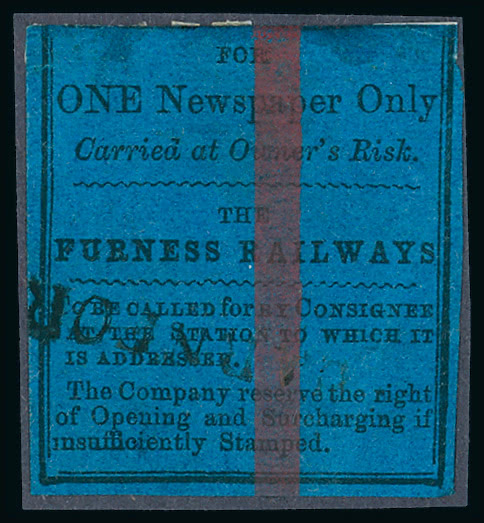 FOR
ONE Newspaper Only
Carried at Owner's Risk.
THE
FURNESS RAILWAYS
TO BE CALLED for BY CONSIGNEE
AT THE STATION TO WHICH IT
IS ADDRESSED.
The Company reserve the right
of Opening and Surcharging if
insufficiently Stamped.